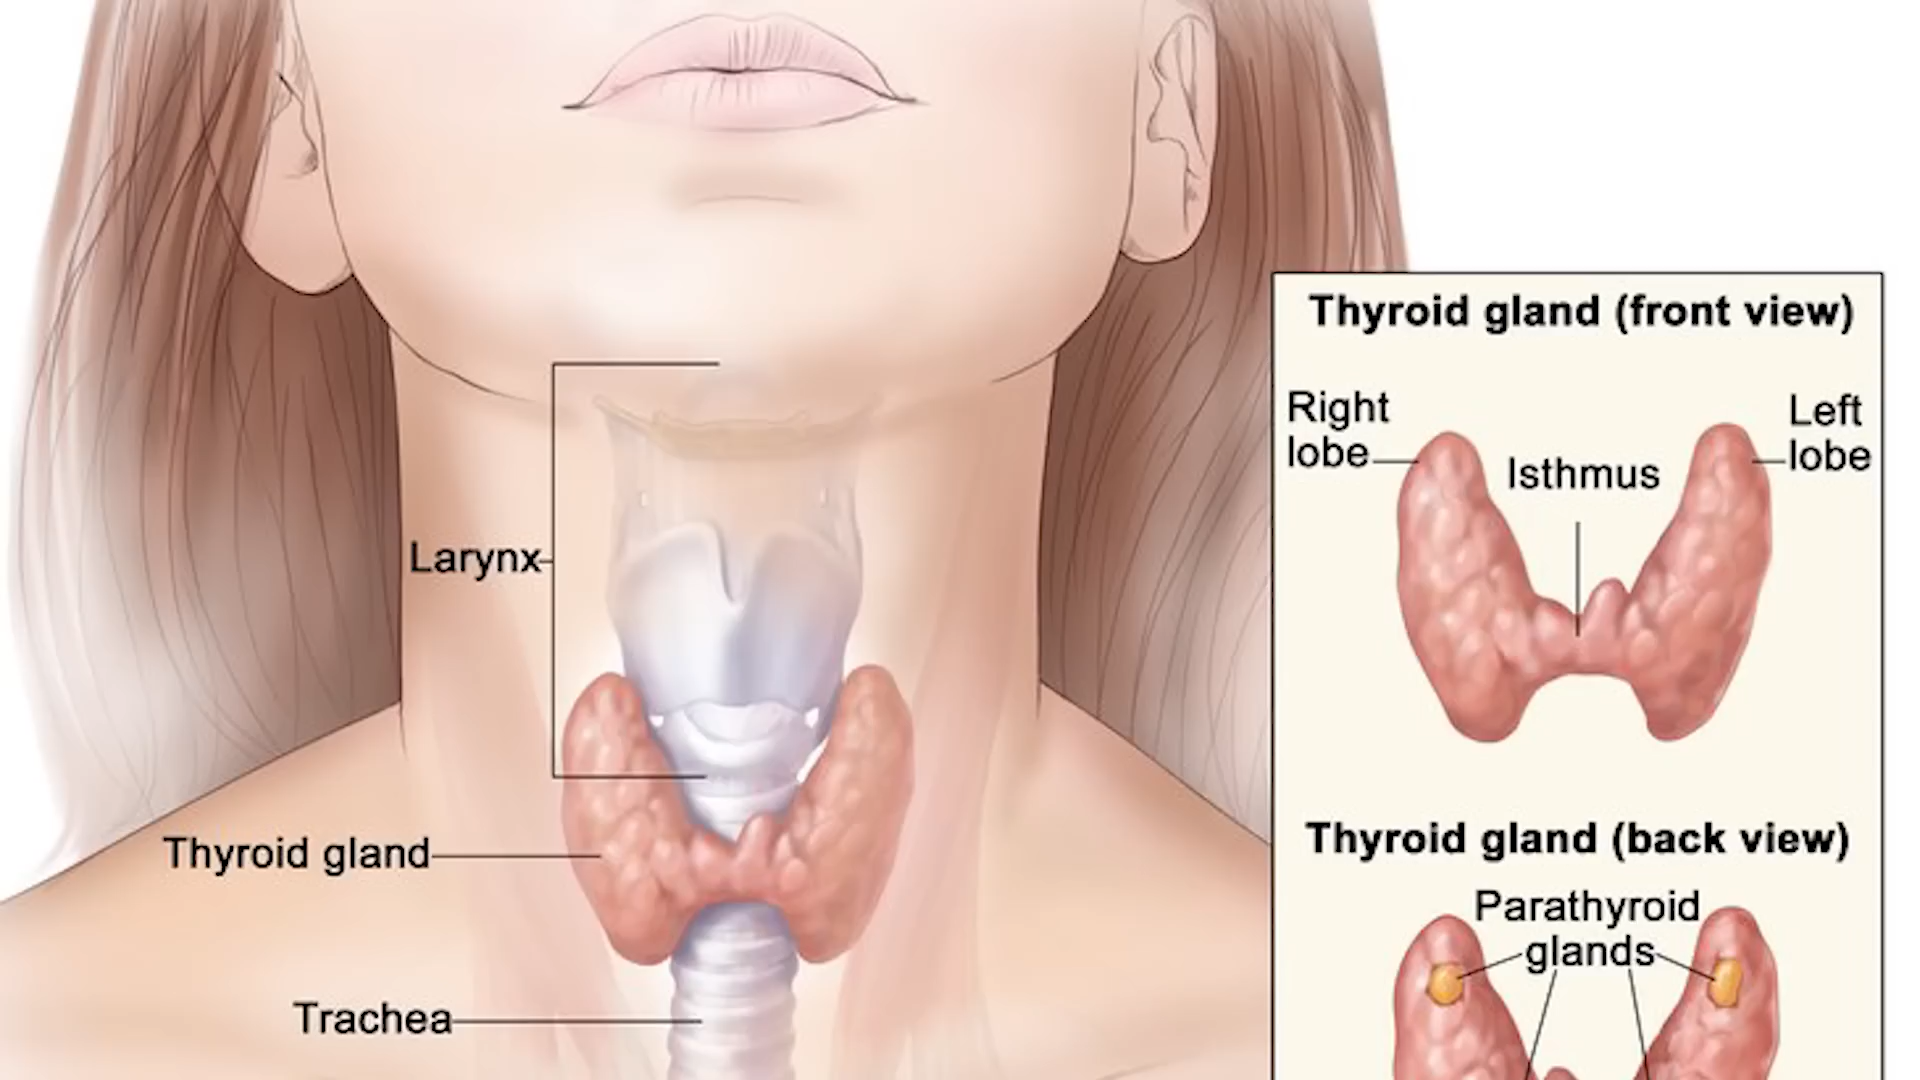 Larynx
Thyroid gland
Trachea
Thyroid gland (front view)
Right
lobe
Isthmus
Left
lobe
Thyroid gland (back view)
Parathyroid
glands